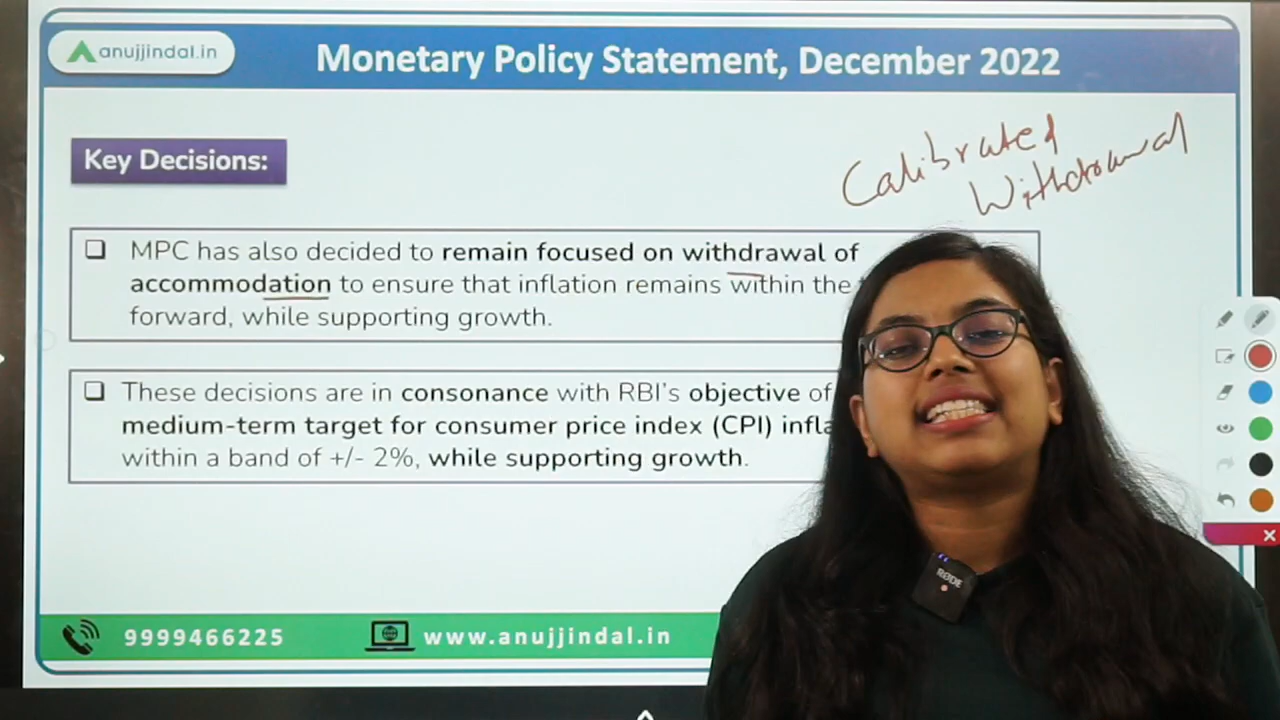 anujjindal.in
Monetary Policy Statement, December 2022
Key Decisions:
Calibrated
Withdrawal
MPC has also decided to remain focused on withdrawal of
accommodation to ensure that inflation remains within the
forward, while supporting growth.
These decisions are in consonance with RBI's objective of
medium-term target for consumer price index (CPI)
within a band of +/- 2%, while supporting growth.
9999466225
www.anujjindal.in
RØDE